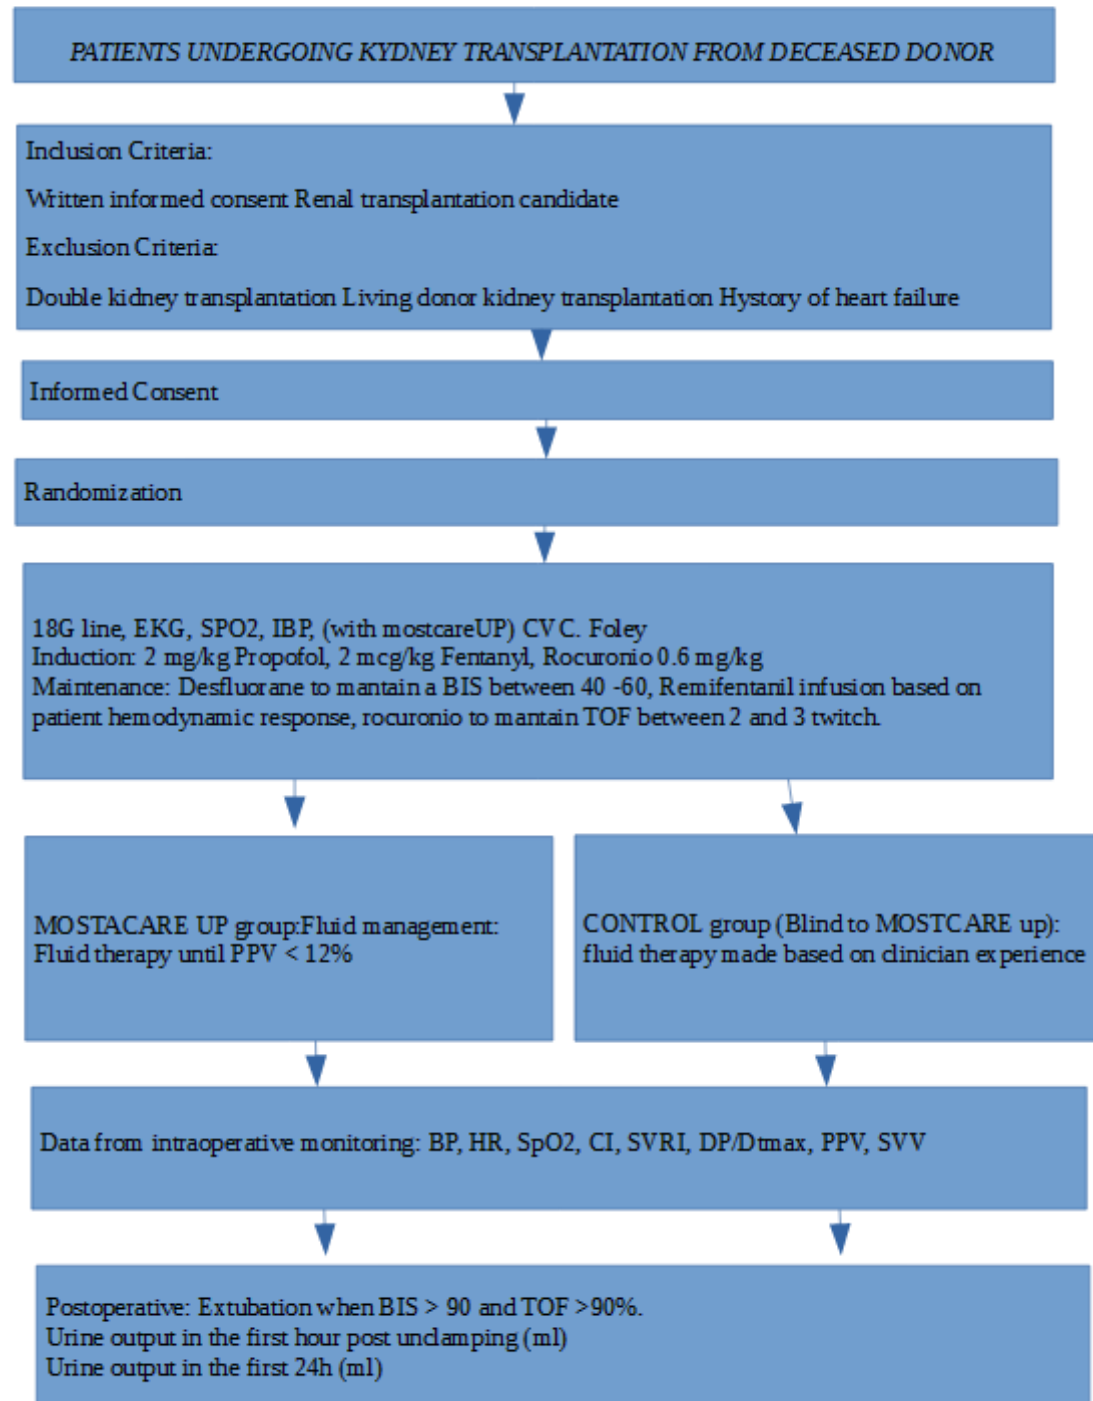 PATIENTS UNDERGOING KYDNEY TRANSPLANTATION FROM DECEASED DONOR
Inclusion Criteria:
Written informed consent Renal transplantation candidate
Exclusion Criteria:
Double kidney transplantation Living donor kidney transplantation Hystory of heart failure
Informed Consent
Randomization
18G line, EKG, SPO2, IBP, (with mostcareUP) CVC. Foley
Induction: 2 mg/kg Propofol, 2 mcg/kg Fentanyl, Rocuronio 0.6 mg/kg
Maintenance: Desfluorane to mantain a BIS between 40 -60, Remifentanil infusion based on
patient hemodynamic response, rocuronio to mantain TOF between 2 and 3 twitch.
MOSTACARE UP group:Fluid management:
Fluid therapy until PPV < 12%
CONTROL group (Blind to MOSTCARE up):
fluid therapy made based on clinician experience
Data from intraoperative monitoring: BP, HR, SpO2, CI, SVRI, DP/Dtmax, PPV, SVV
Postoperative: Extubation when BIS > 90 and TOF >90%.
Urine output in the first hour post unclamping (ml)
Urine output in the first 24h (ml)